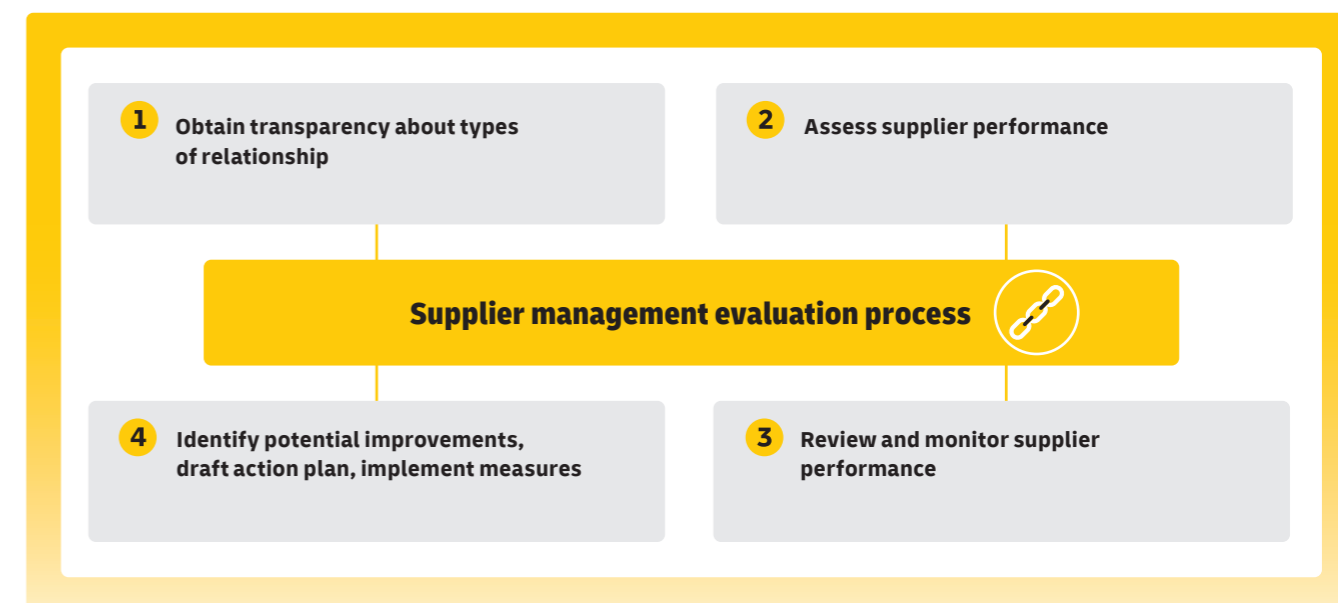 1
Obtain transparency about types
of relationship
2
Assess supplier performance
Supplier management evaluation process
4
Identify potential improvements,
draft action plan, implement measures
3
Review and monitor supplier
performance